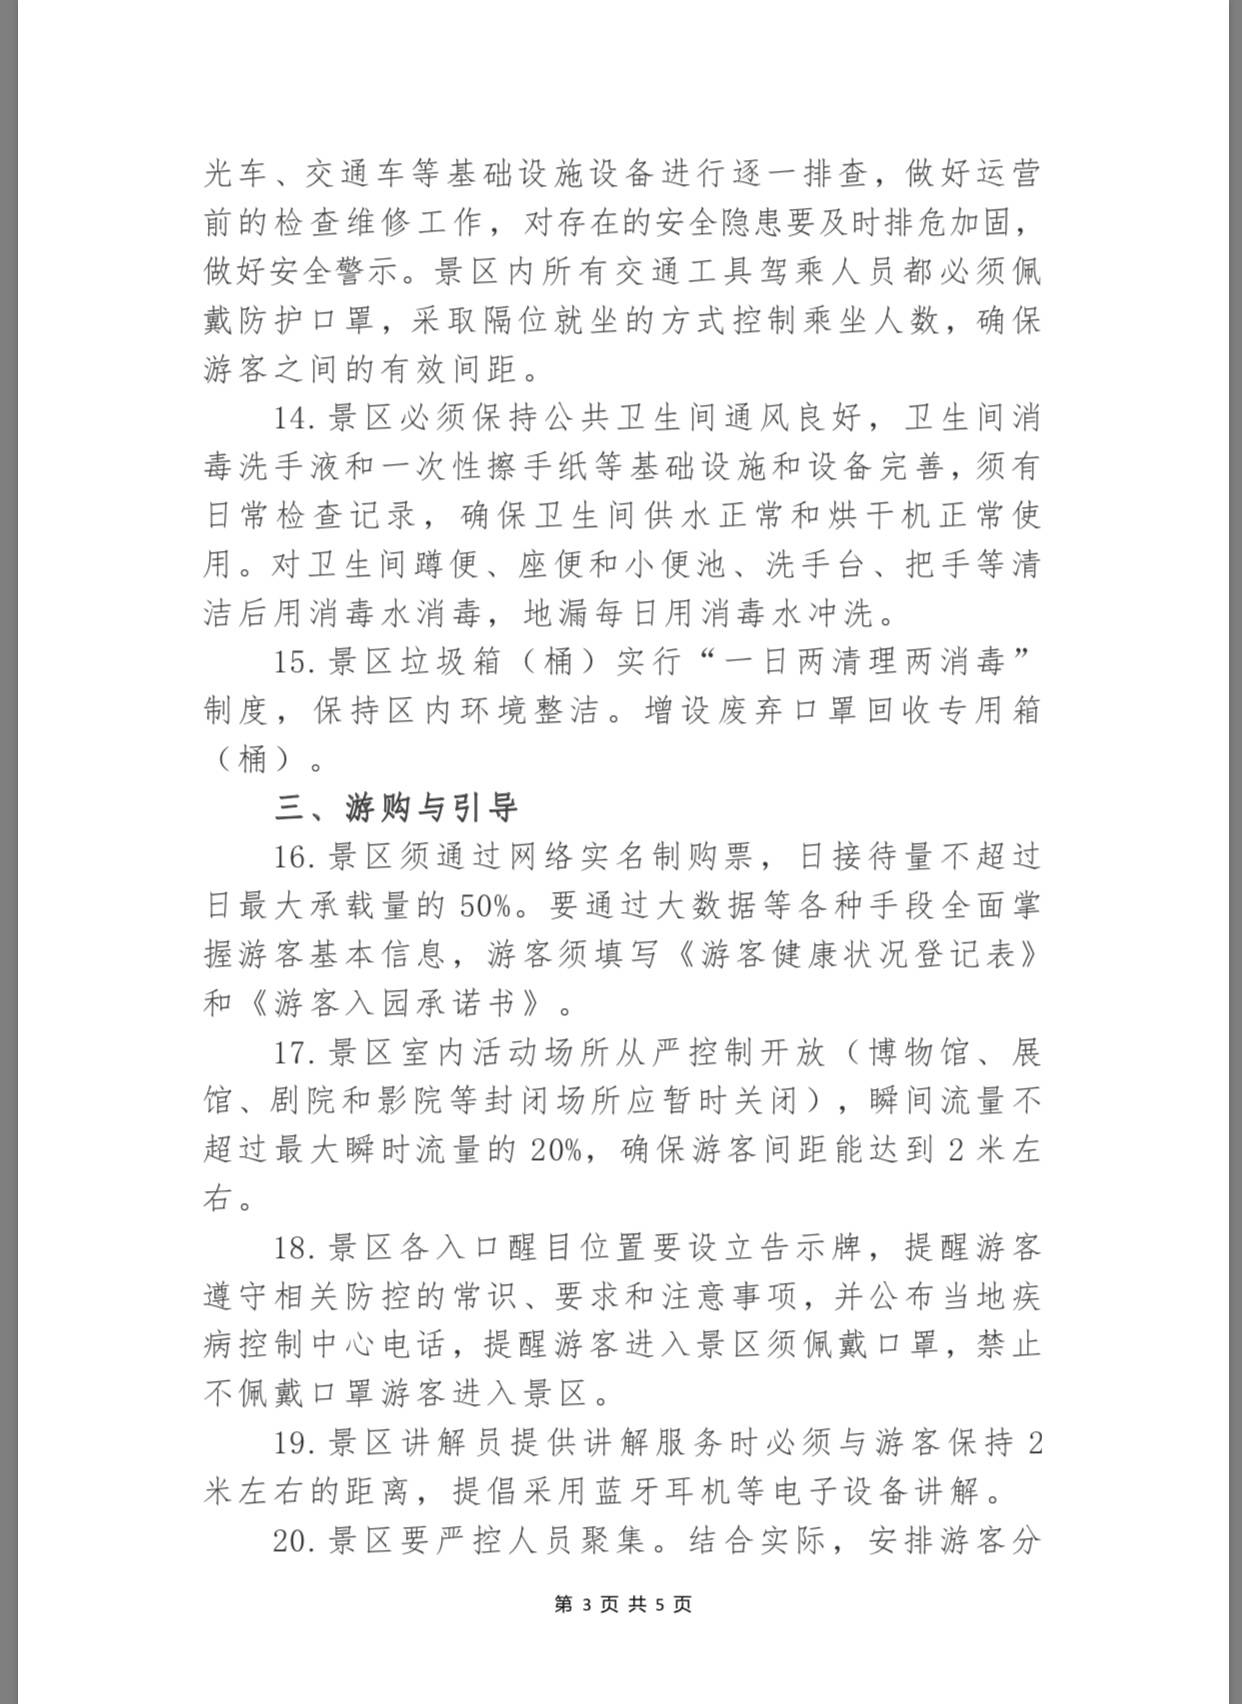 光车、交通车等基础设施设备进行逐一排查，做好运营
前的检查维修工作，对存在的安全隐患要及时排危加固，
做好安全警示。景区内所有交通工具驾乘人员都必须佩
戴防护口罩，采取隔位就坐的方式控制乘坐人数，确保
游客之间的有效间距。
14. 景区必须保持公共卫生间通风良好，卫生间消
毒洗手液和一次性擦手纸等基础设施和设备完善，须有
日常检查记录，确保卫生间供水正常和烘干机正常使
用。对卫生间蹲便、座便和小便池、洗手台、把手等清
洁后用消毒水消毒，地漏每日用消毒水冲洗。
15. 景区垃圾箱（桶）实行“一日两清理两消毒”
制度，保持区内环境整洁。增设废弃口罩回收专用箱
（桶）。
三、游购与引导
16. 景区须通过网络实名制购票，日接待量不超过
日最大承载量的 50%。要通过大数据等各种手段全面掌
握游客基本信息，游客须填写《游客健康状况登记表》
和《游客入园承诺书》。
17. 景区室内活动场所从严控制开放（博物馆、展
馆、剧院和影院等封闭场所应暂时关闭），瞬间流量不
超过最大瞬时流量的 20%，确保游客间距能达到 2 米左
右。
18. 景区各入口醒目位置要设立告示牌，提醒游客
遵守相关防控的常识、要求和注意事项，并公布当地疾
病控制中心电话，提醒游客进入景区须佩戴口罩，禁止
不佩戴口罩游客进入景区。
19. 景区讲解员提供讲解服务时必须与游客保持 2
米左右的距离，提倡采用蓝牙耳机等电子设备讲解。
20. 景区要严控人员聚集。结合实际，安排游客分
第 3 页 共 5 页